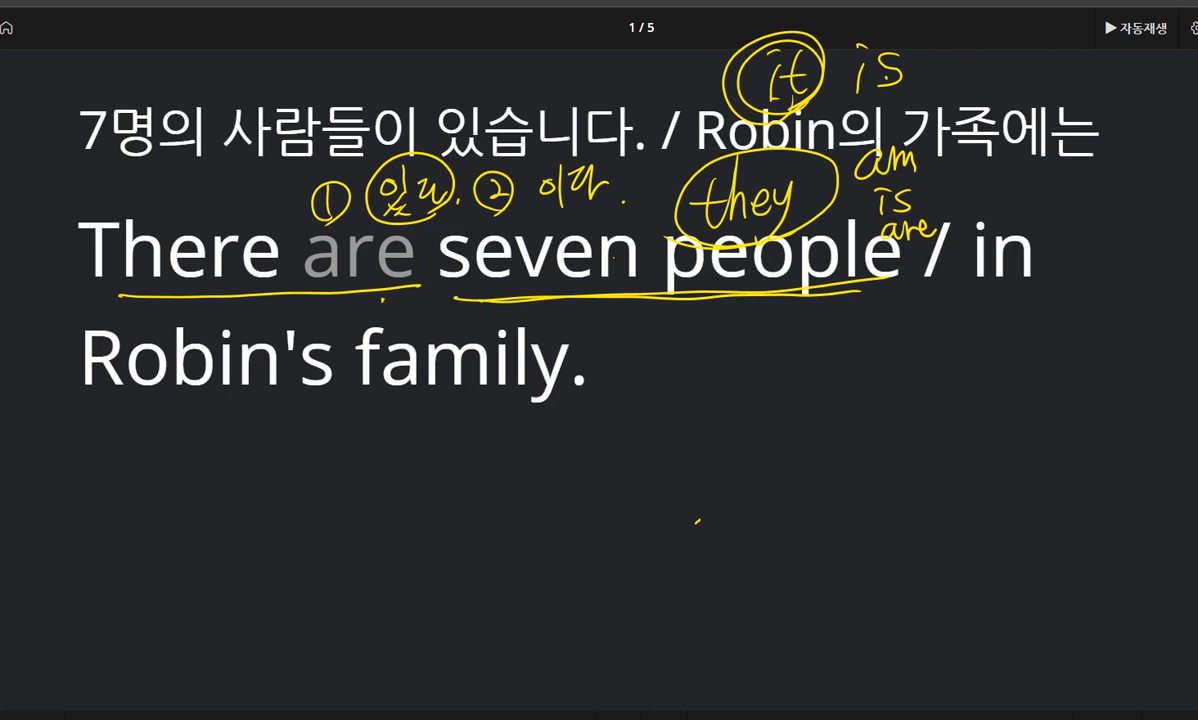 1 / 5
▶ 자동재생
it is
7명의 사람들이 있습니다. / Robin의 가족에는
am
① 있다. ② 이다.
they
is
are
There are seven people / in
Robin's family.